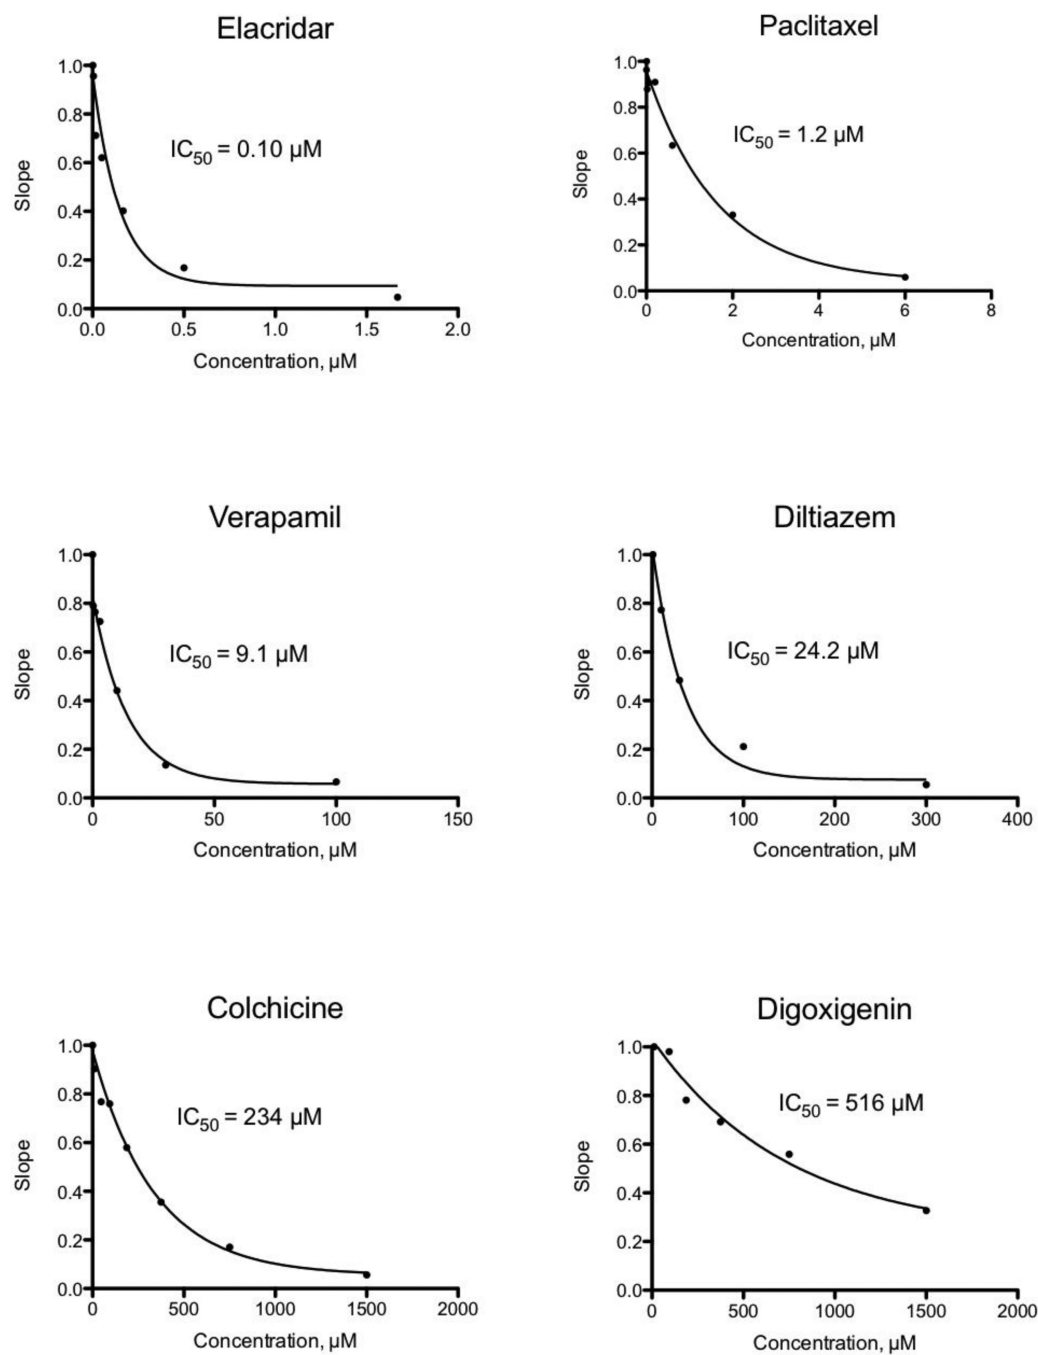 Elacridar
Slope
1.0
0.8
0.6
0.4
0.2
0.0
IC50 = 0.10 µM
0.0 0.5 1.0 1.5 2.0
Concentration, µM
Paclitaxel
Slope
1.0
0.8
0.6
0.4
0.2
0.0
IC50 = 1.2 µM
0 2 4 6 8
Concentration, µM
Verapamil
Slope
1.0
0.8
0.6
0.4
0.2
0.0
IC50 = 9.1 µM
0 50 100 150
Concentration, µM
Diltiazem
Slope
1.0
0.8
0.6
0.4
0.2
0.0
IC50 = 24.2 µM
0 100 200 300 400
Concentration, µM
Colchicine
Slope
1.0
0.8
0.6
0.4
0.2
0.0
IC50 = 234 µM
0 500 1000 1500 2000
Concentration, µM
Digoxigenin
Slope
1.0
0.8
0.6
0.4
0.2
0.0
IC50 = 516 µM
0 500 1000 1500 2000
Concentration, µM